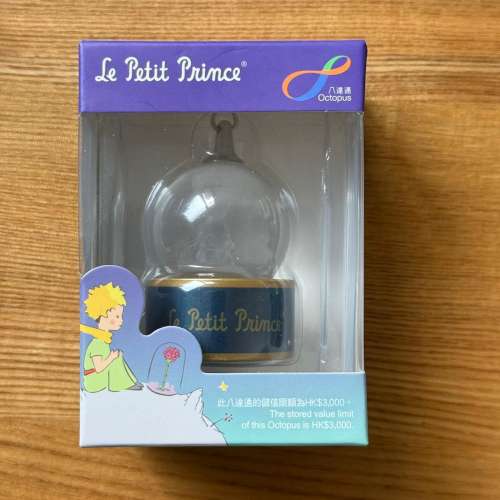 Le Petit Prince®
八達通
Octopus
Le Petit Prince®
此八達通的儲值限額為HK$3,000。
The stored value limit
of this Octopus is HK$3,000.